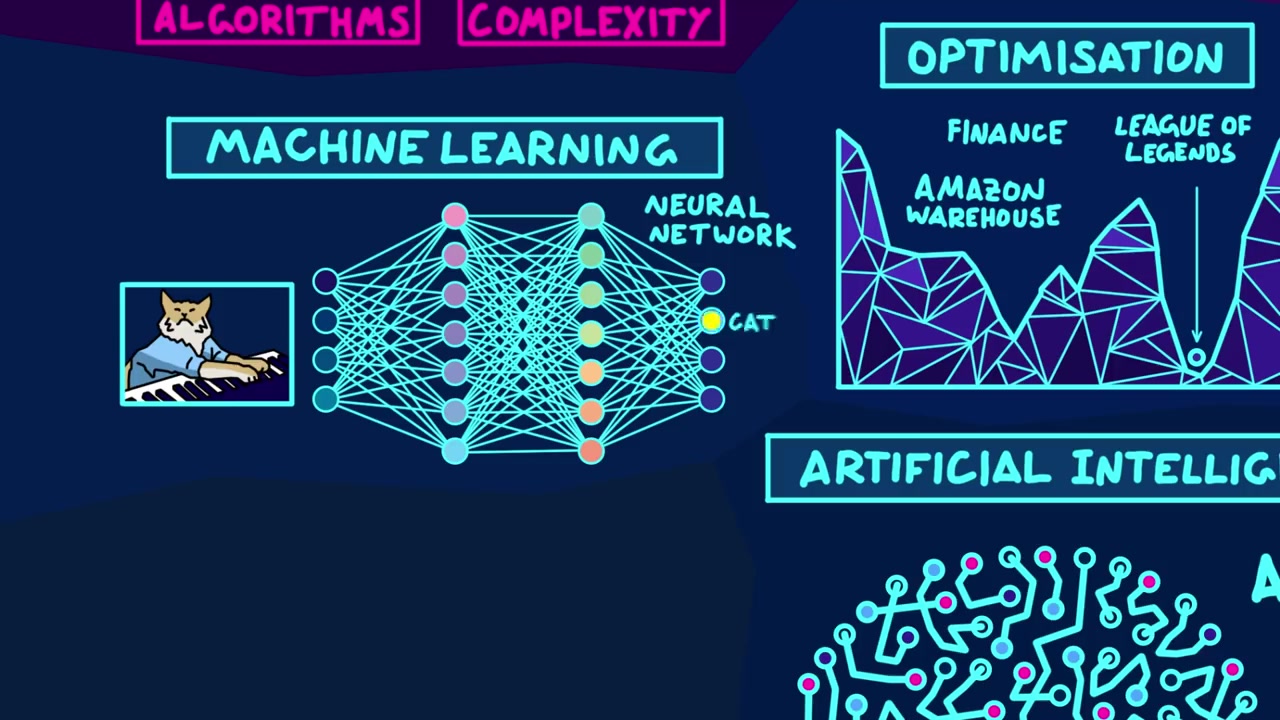 ALGORITHMS
COMPLEXITY
OPTIMISATION
MACHINE LEARNING
FINANCE
LEAGUE OF
LEGENDS
AMAZON
WAREHOUSE
NEURAL
NETWORK
CAT
ARTIFICIAL INTELLIG
A